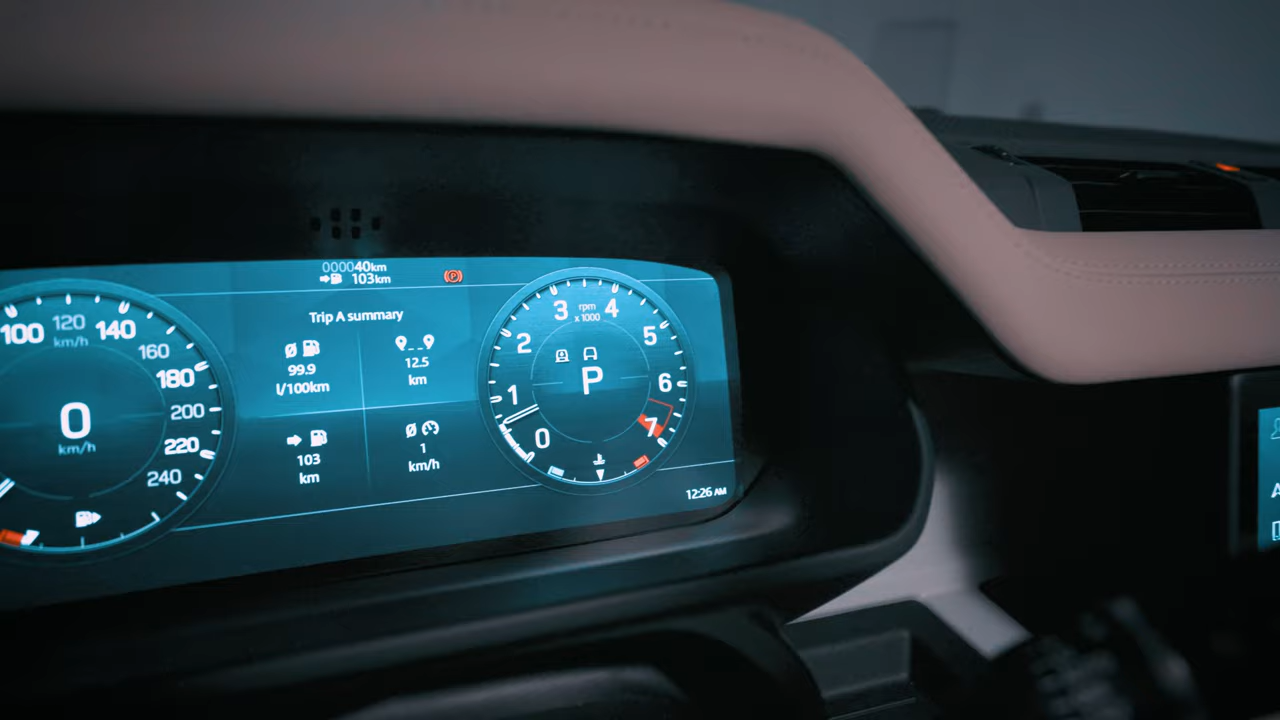 000040km
103km
Trip A summary
99.9
l/100km
12.5
km
103
km
1
km/h
100
120
140
160
180
200
220
240
km/h
0
km/h
rpm
x 1000
0
1
2
3
4
5
6
7
P
12:26 AM
A